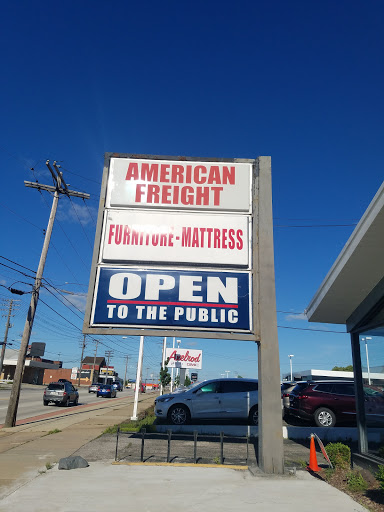 AMERICAN
FREIGHT
FURNITURE-MATTRESS
OPEN
TO THE PUBLIC
Axelrod